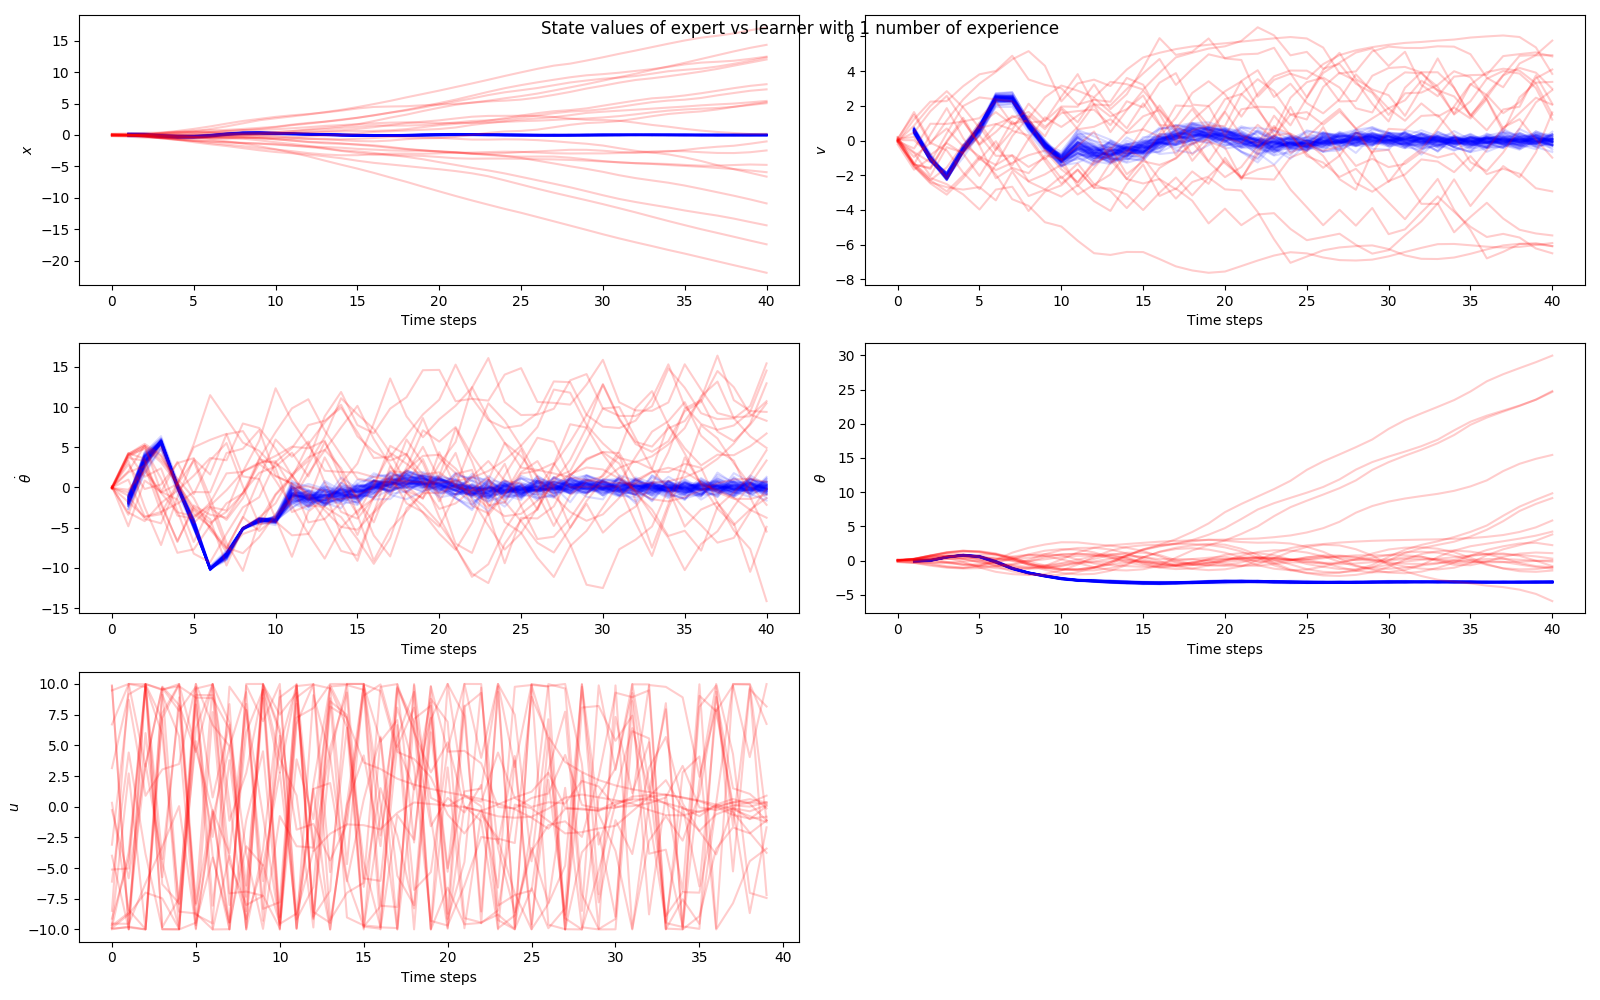 State values of expert vs learner with 1 number of experience
15
10
5
0
−5
−10
−15
−20
x
0 5 10 15 20 25 30 35 40
Time steps
6
4
2
0
−2
−4
−6
−8
v
0 5 10 15 20 25 30 35 40
Time steps
15
10
5
0
−5
−10
−15
θ̇
0 5 10 15 20 25 30 35 40
Time steps
30
25
20
15
10
5
0
−5
θ
0 5 10 15 20 25 30 35 40
Time steps
10.0
7.5
5.0
2.5
0.0
−2.5
−5.0
−7.5
−10.0
u
0 5 10 15 20 25 30 35 40
Time steps